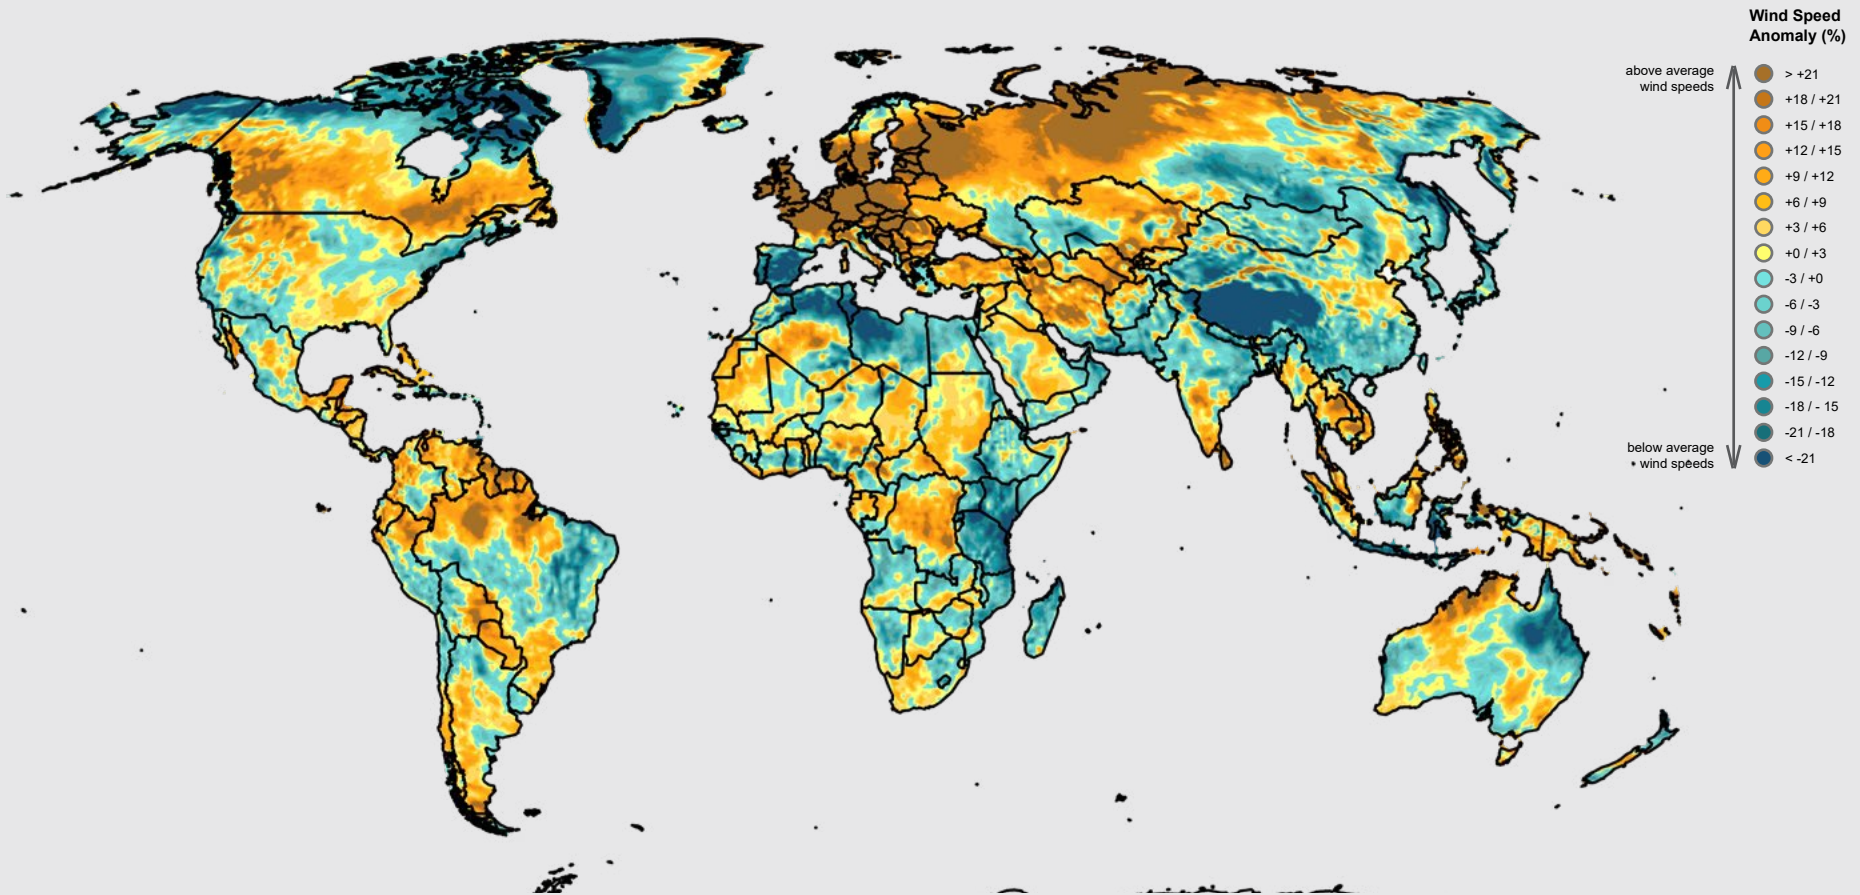 Wind Speed
Anomaly (%)
above average
wind speeds
> +21
+18 / +21
+15 / +18
+12 / +15
+9 / +12
+6 / +9
+3 / +6
+0 / +3
-3 / +0
-6 / -3
-9 / -6
-12 / -9
-15 / -12
-18 / - 15
-21 / -18
below average
wind speeds
< -21